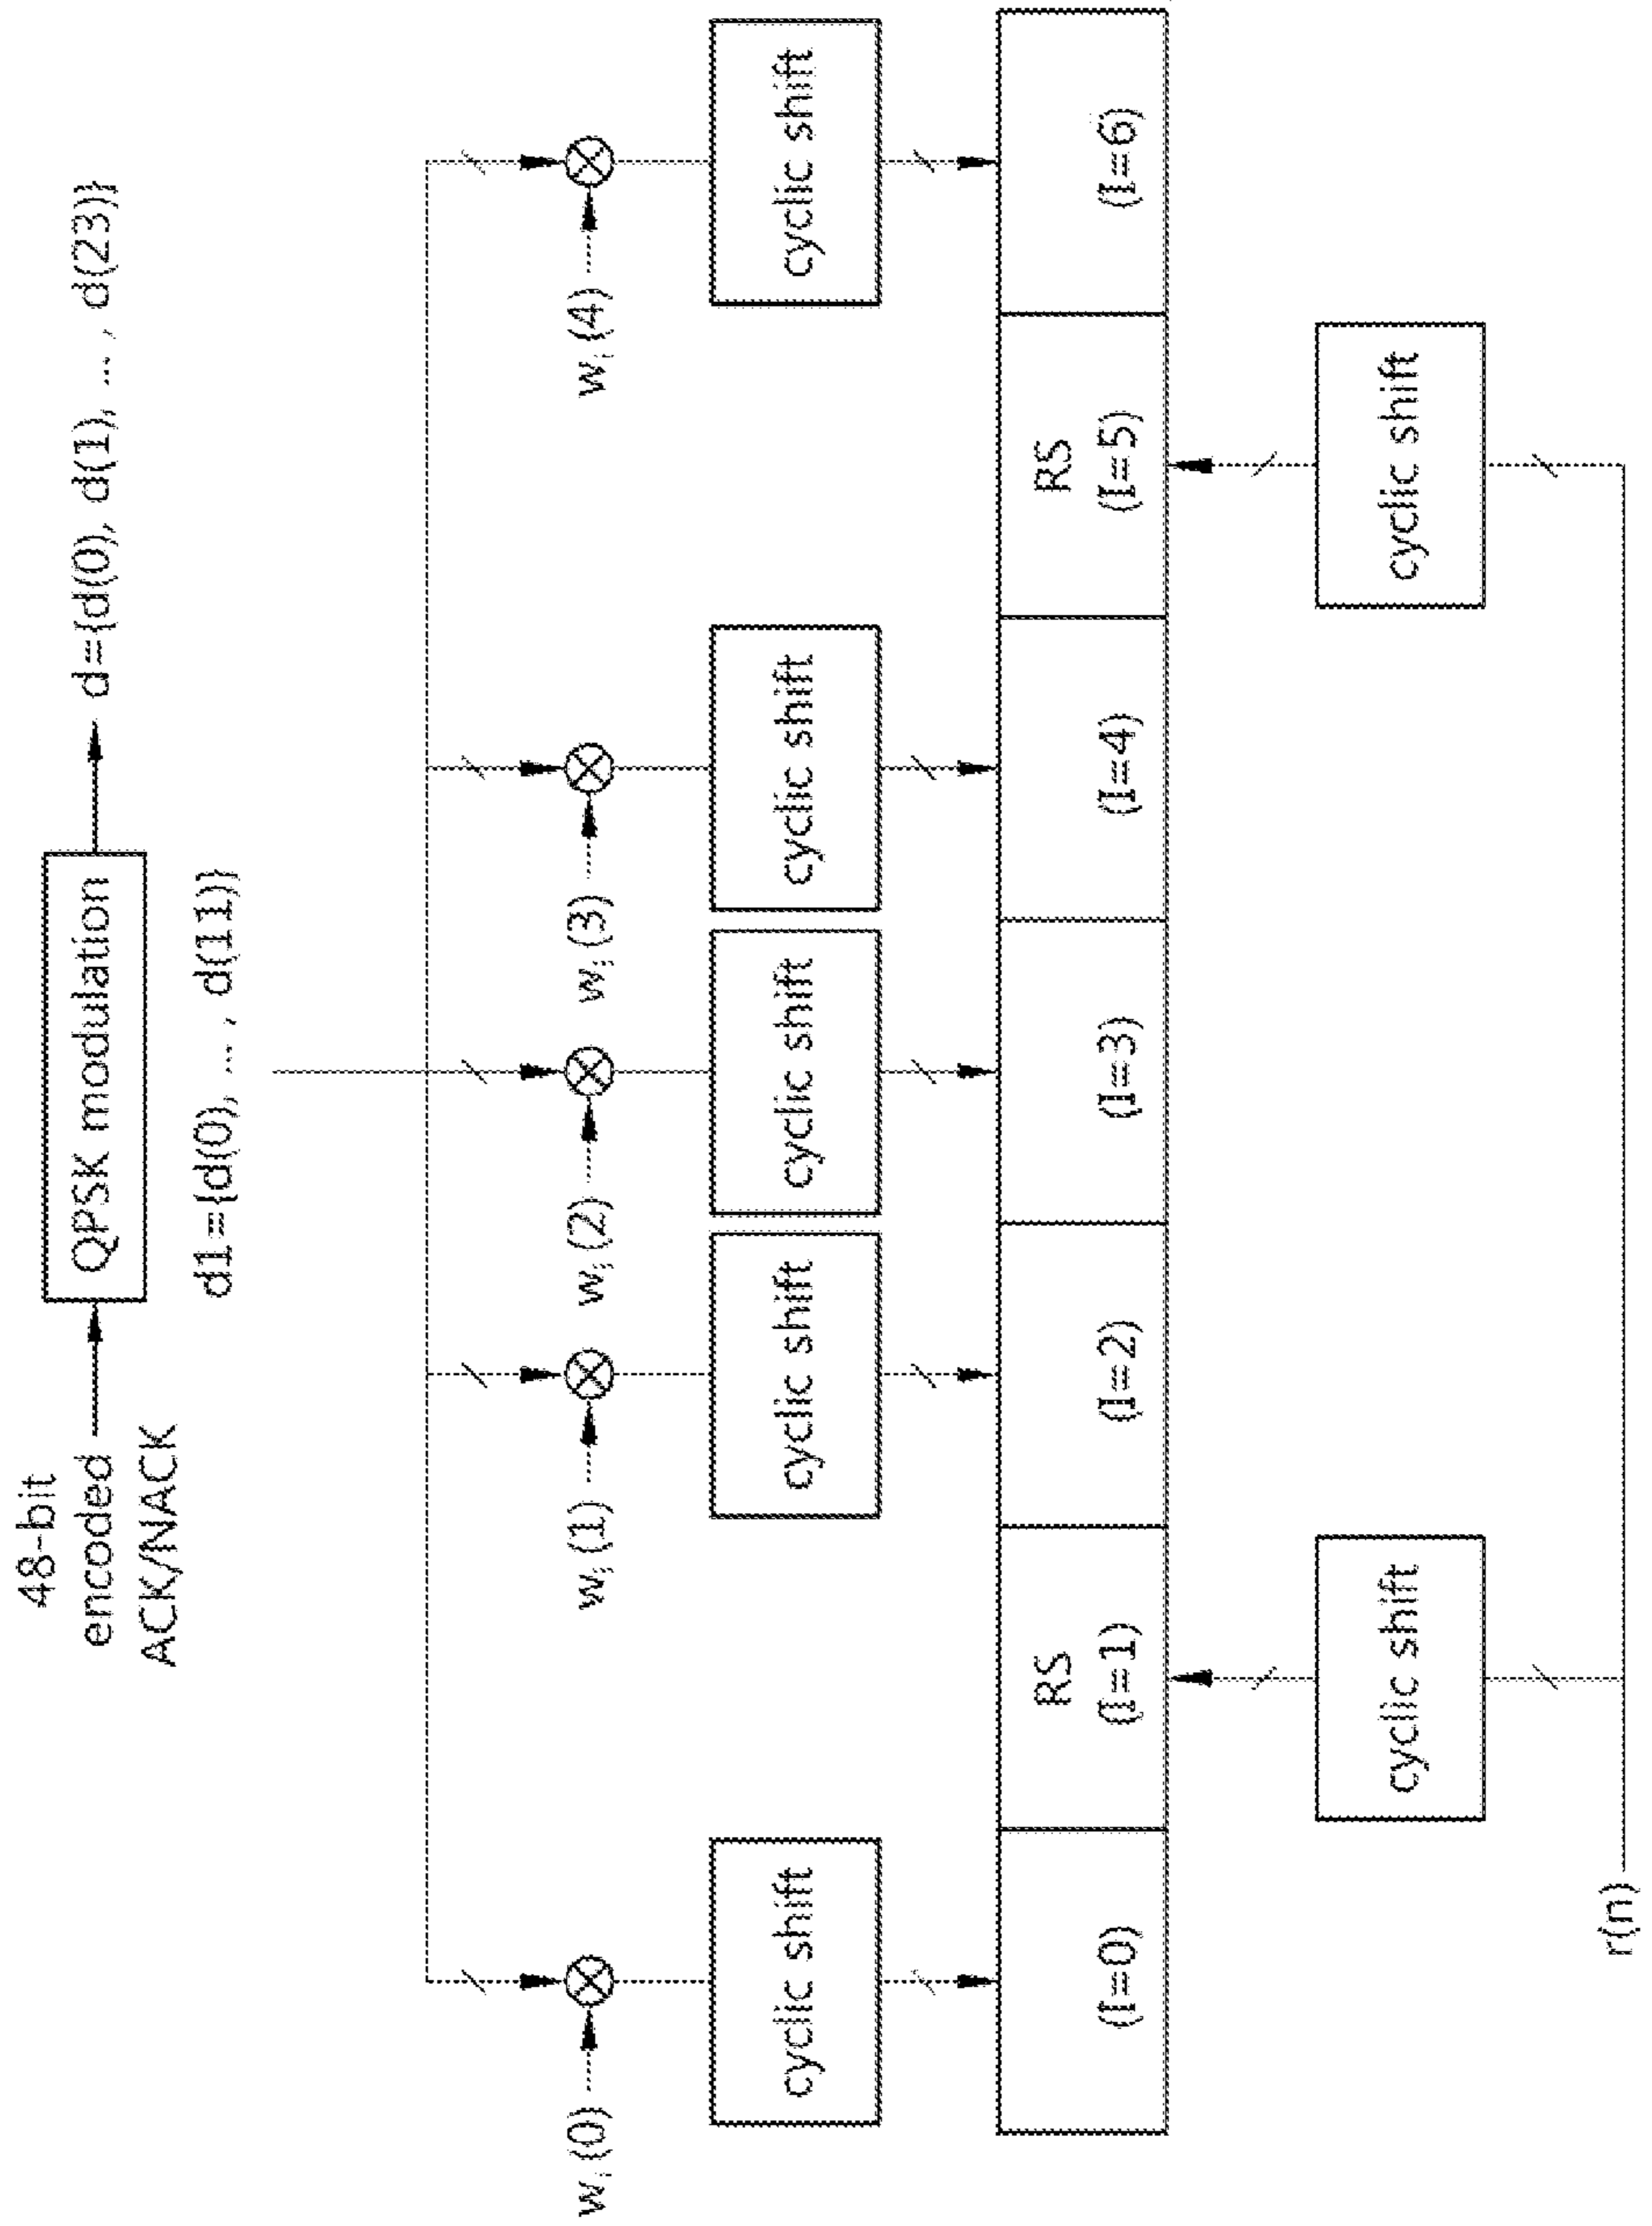 48-bit
encoded
ACK/NACK
QPSK modulation
d={d(0), d(1), ... , d(23)}
d1={d(0), ... , d(11)}
wᵢ(0)
wᵢ(1)
wᵢ(2)
wᵢ(3)
wᵢ(4)
cyclic shift
cyclic shift
cyclic shift
cyclic shift
cyclic shift
(I=0)
RS
(I=1)
(I=2)
(I=3)
(I=4)
RS
(I=5)
(I=6)
cyclic shift
cyclic shift
r(n)